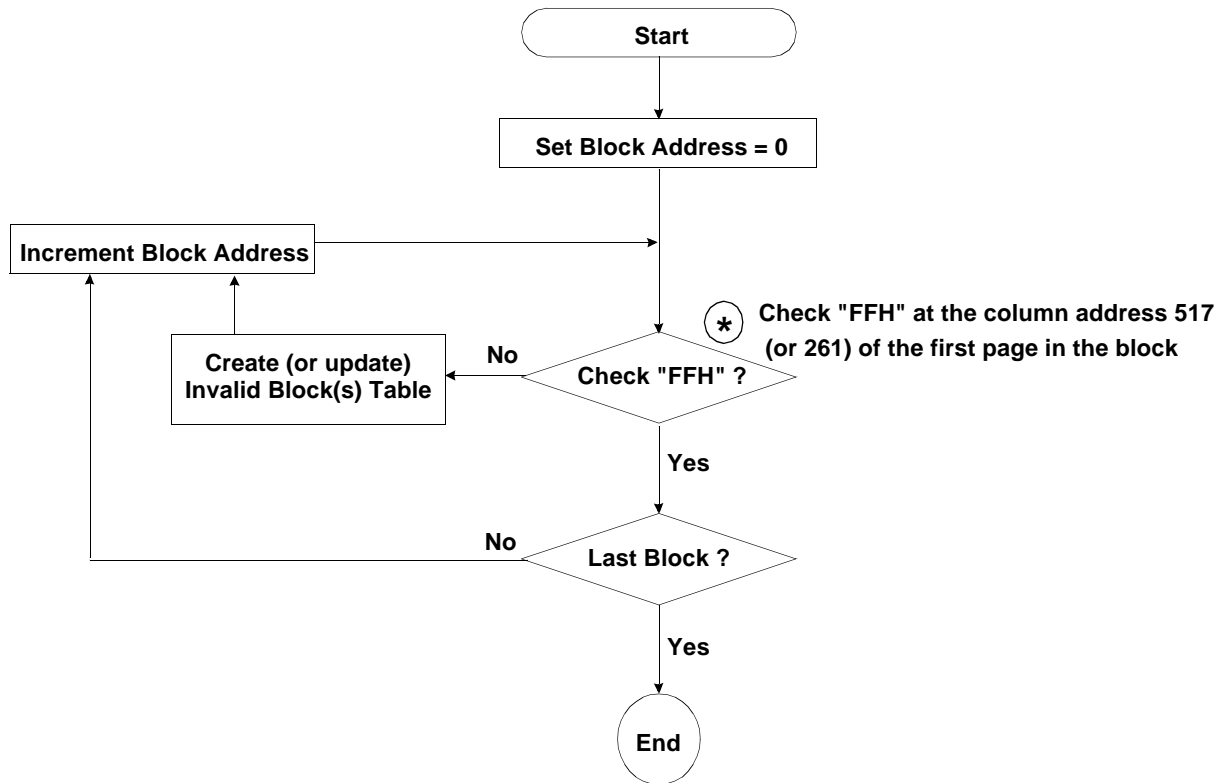 Start
Set Block Address = 0
Increment Block Address
* Check "FFH" at the column address 517
(or 261) of the first page in the block
Create (or update)
Invalid Block(s) Table
No
Check "FFH" ?
Yes
No
Last Block ?
Yes
End